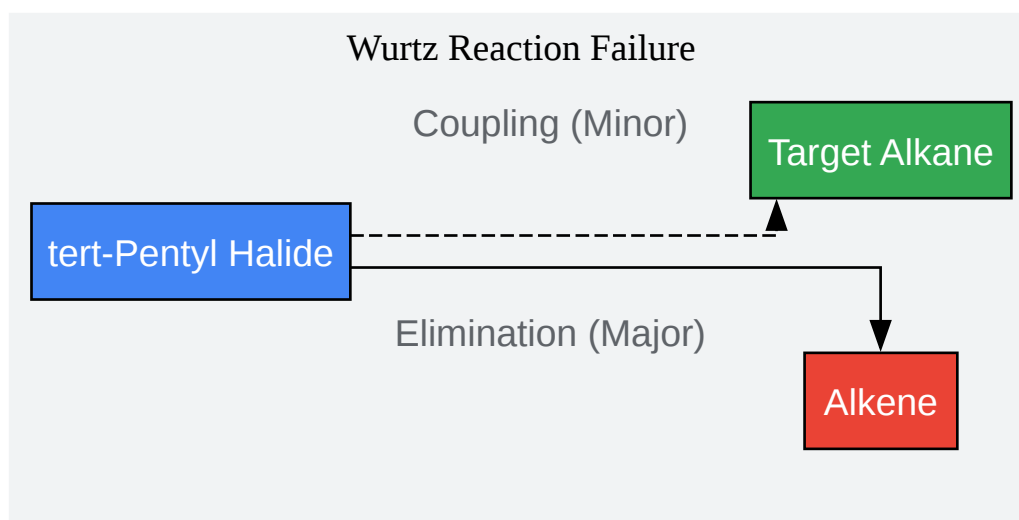 Wurtz Reaction Failure
Coupling (Minor)
Target Alkane
tert-Pentyl Halide
Elimination (Major)
Alkene